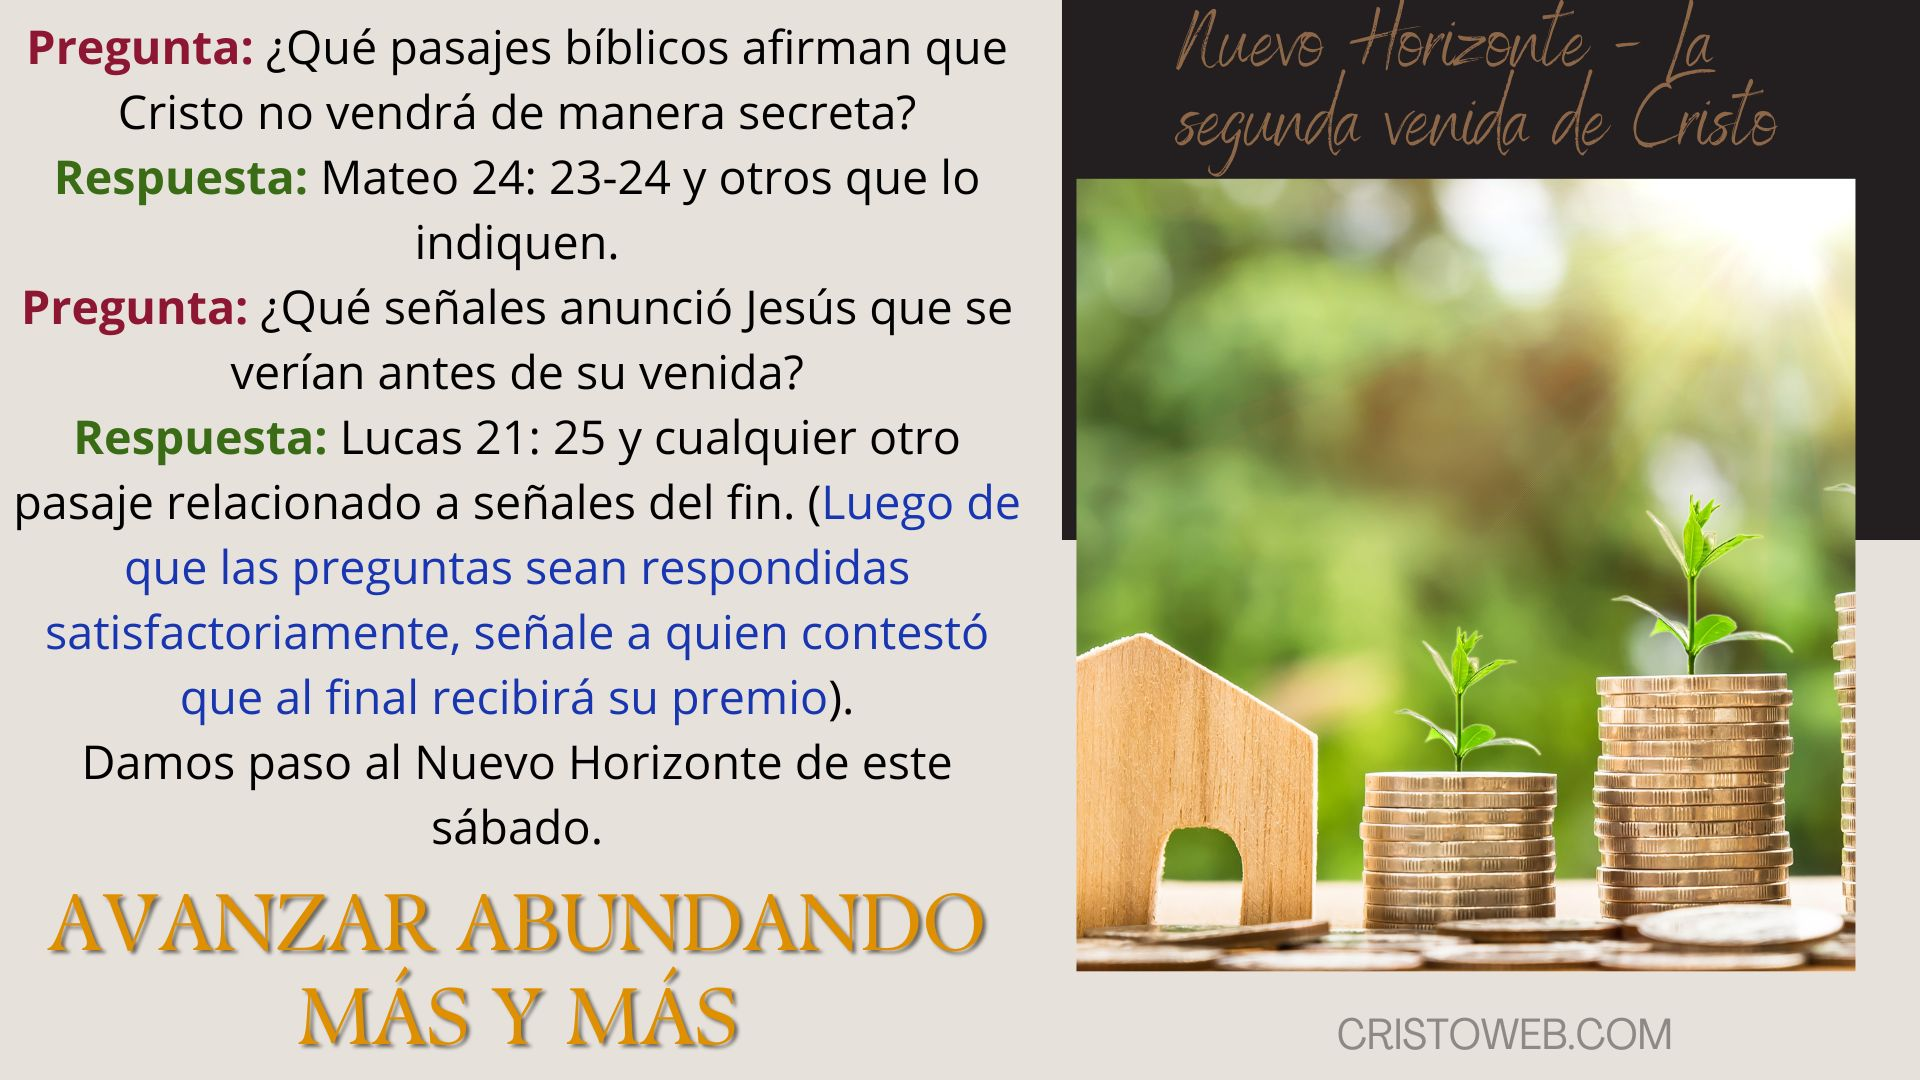 Pregunta: ¿Qué pasajes bíblicos afirman que
Cristo no vendrá de manera secreta?
Respuesta: Mateo 24: 23-24 y otros que lo
indiquen.
Pregunta: ¿Qué señales anunció Jesús que se
verían antes de su venida?
Respuesta: Lucas 21: 25 y cualquier otro
pasaje relacionado a señales del fin. (Luego de
que las preguntas sean respondidas
satisfactoriamente, señale a quien contestó
que al final recibirá su premio).
Damos paso al Nuevo Horizonte de este
sábado.
AVANZAR ABUNDANDO
MÁS Y MÁS
Nuevo Horizonte - La
segunda venida de Cristo
CRISTOWEB.COM